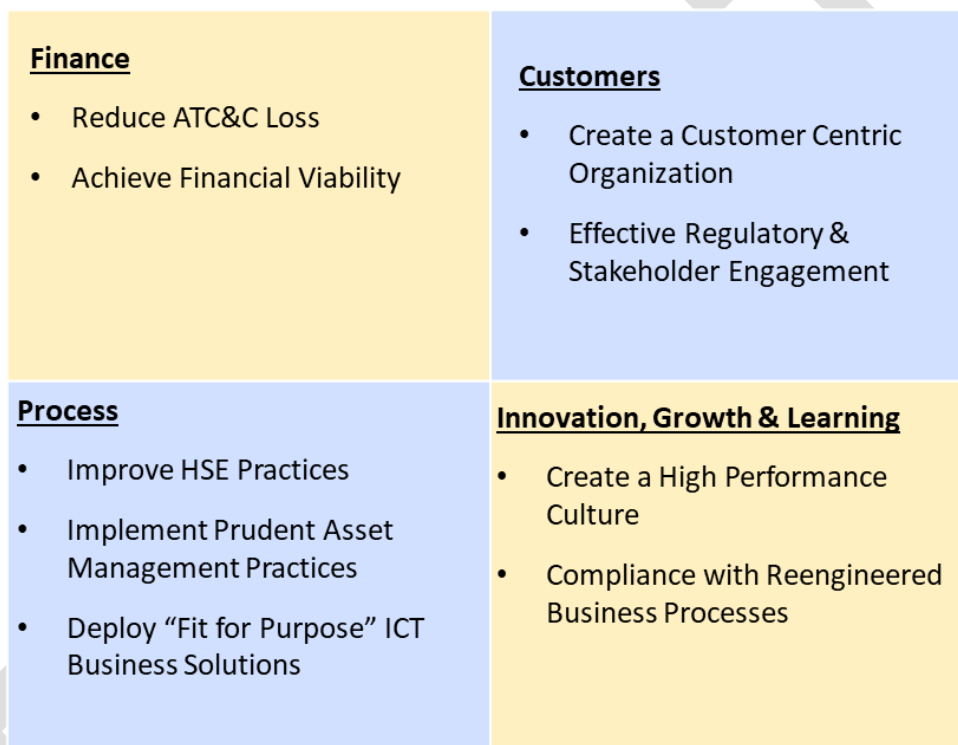 Finance
• Reduce ATC&C Loss
• Achieve Financial Viability
Customers
• Create a Customer Centric
Organization
• Effective Regulatory &
Stakeholder Engagement
Process
• Improve HSE Practices
• Implement Prudent Asset
Management Practices
• Deploy “Fit for Purpose” ICT
Business Solutions
Innovation, Growth & Learning
• Create a High Performance
Culture
• Compliance with Reengineered
Business Processes